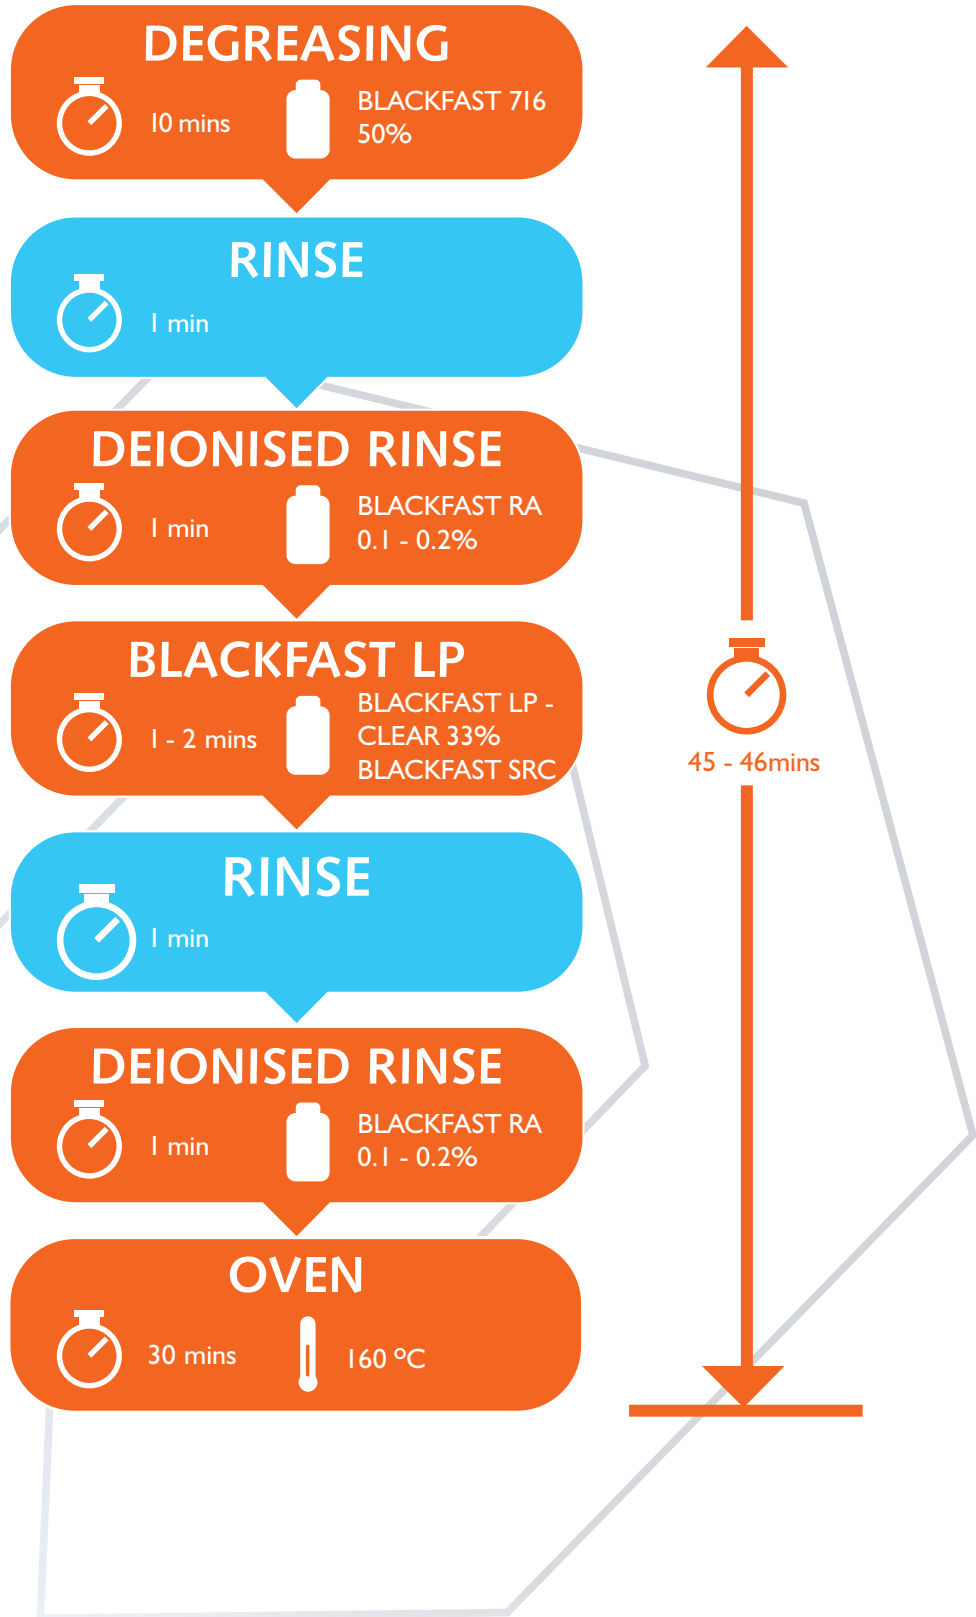 DEGREASING
10 mins
BLACKFAST 716
50%
RINSE
1 min
DEIONISED RINSE
1 min
BLACKFAST RA
0.1 - 0.2%
BLACKFAST LP
1 - 2 mins
BLACKFAST LP -
CLEAR 33%
BLACKFAST SRC
45 - 46mins
RINSE
1 min
DEIONISED RINSE
1 min
BLACKFAST RA
0.1 - 0.2%
OVEN
30 mins
160 °C